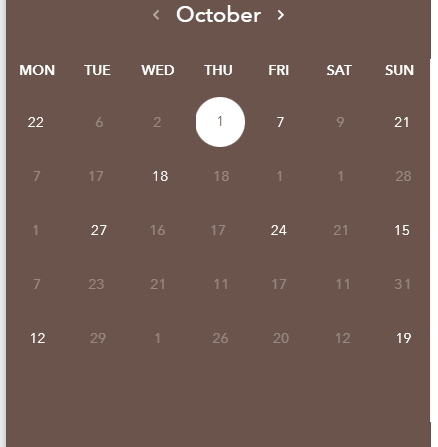 ‹ October ›
MON TUE WED THU FRI SAT SUN
22 6 2 1 7 9 21
7 17 18 18 1 1 28
1 27 16 17 24 21 15
7 23 21 11 17 11 31
12 29 1 26 20 12 19